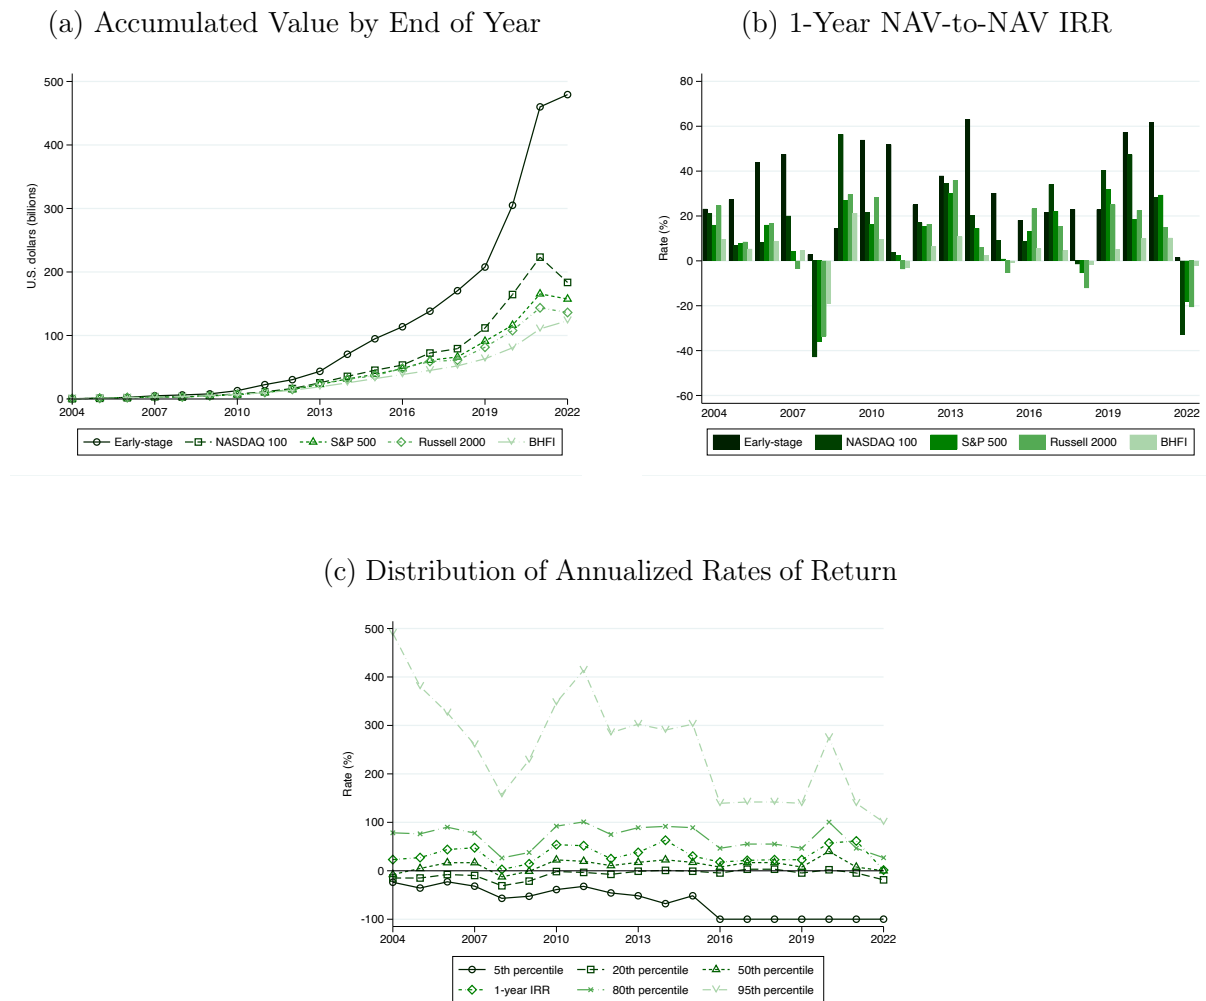 (a) Accumulated Value by End of Year
500
400
300
200
100
0
U.S. dollars (billions)
2004 2007 2010 2013 2016 2019 2022
Early-stage NASDAQ 100 S&P 500 Russell 2000 BHFI
(b) 1-Year NAV-to-NAV IRR
80
60
40
20
0
-20
-40
-60
Rate (%)
2004 2007 2010 2013 2016 2019 2022
Early-stage NASDAQ 100 S&P 500 Russell 2000 BHFI
(c) Distribution of Annualized Rates of Return
500
400
300
200
100
0
-100
Rate (%)
2004 2007 2010 2013 2016 2019 2022
5th percentile 20th percentile 50th percentile
1-year IRR 80th percentile 95th percentile